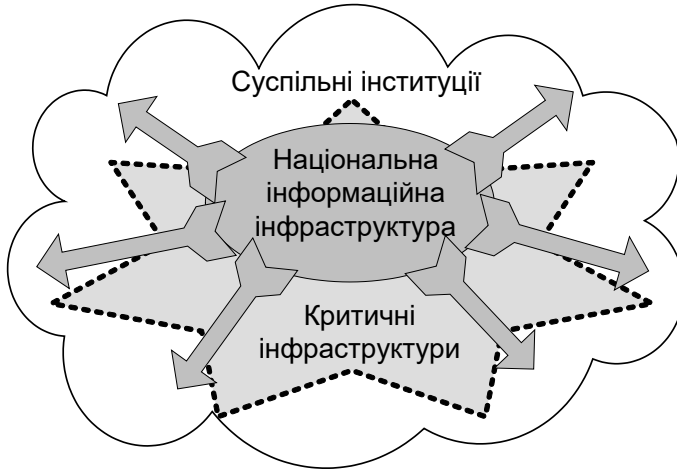 Суспільні інституції
Національна
інформаційна
інфраструктура
Критичні
інфраструктури